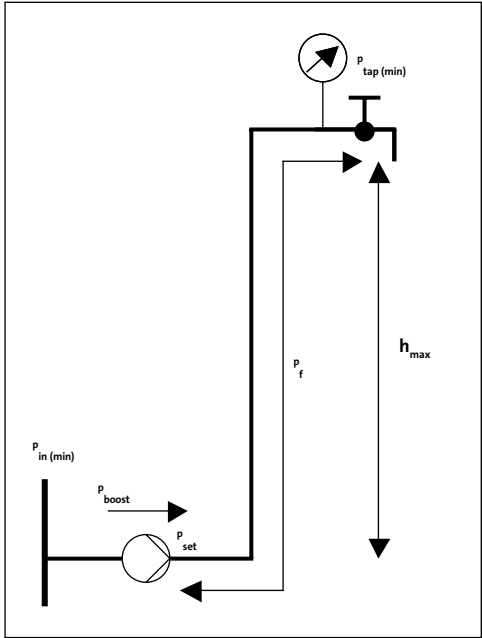 p tap (min)
h max
p f
p in (min)
p boost
p set